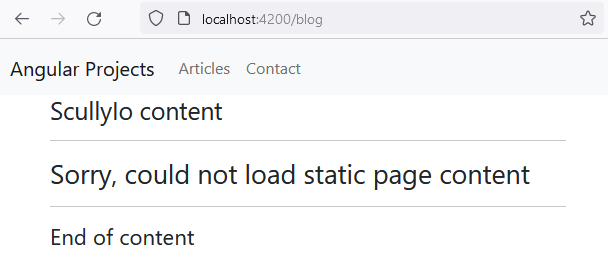 localhost:4200/blog
Angular Projects Articles Contact
ScullyIo content
Sorry, could not load static page content
End of content